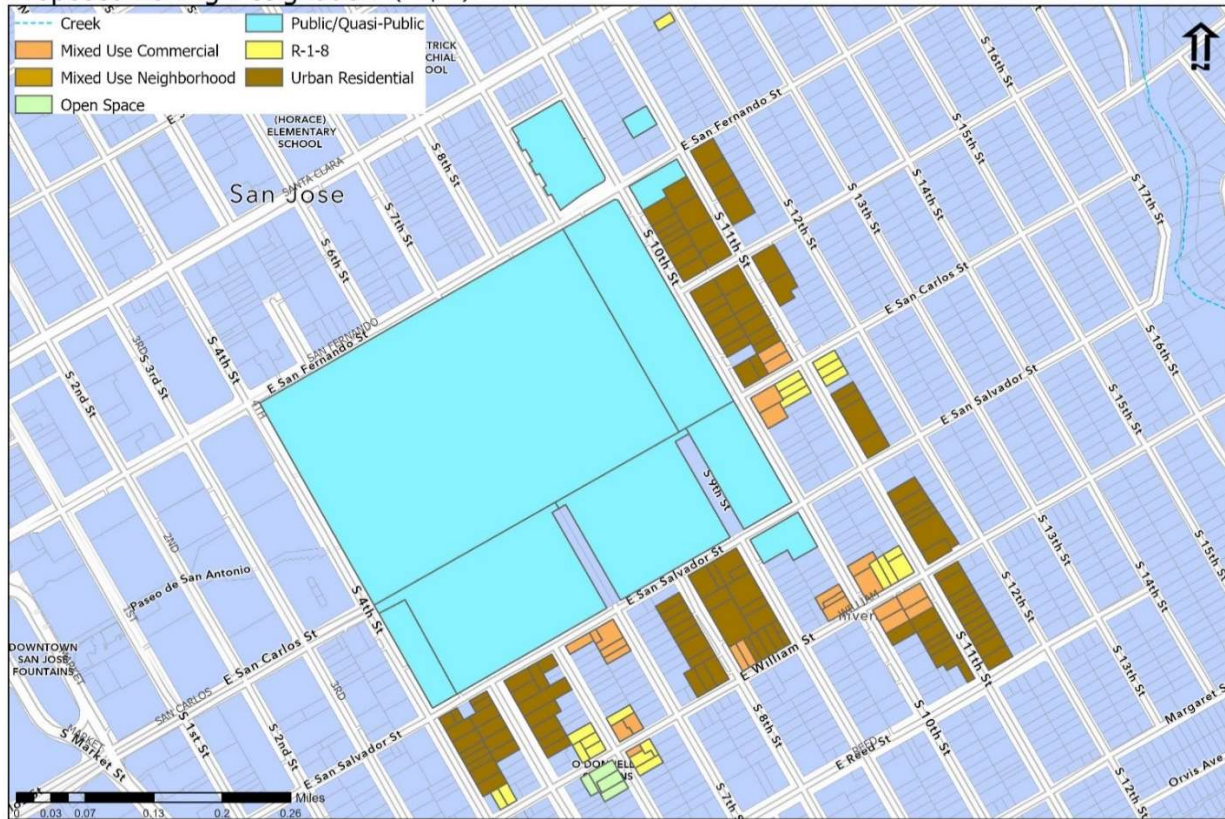 Creek
Mixed Use Commercial
Mixed Use Neighborhood
Open Space
Public/Quasi-Public
R-1-8
Urban Residential
TRICK
CHIAL
OOL
(HORACE)
ELEMENTARY
SCHOOL
San Jose
SANTA CLARA
S 8th St
S 7th St
S 6th St
SAN FERNANDO
E San Fernando St
E San Fernando St
4TH
S 4th St
3RD
S 3rd St
S 2nd St
S 16th St
S 15th St
S 17th St
S 14th St
S 13th St
S 12th St
S 11th St
S 10th St
E San Carlos St
S 16th St
E San Salvador St
S 15th St
S 9th St
2ND
Paseo de San Antonio
1ST
S 4th St
E San Salvador St
S 13th St
S 15th St
S 14th St
S 12th St
DOWNTOWN
SAN JOSE
FOUNTAINS
MARKET
E San Carlos St
SAN CARLOS
3RD
WILLIAM
E William St
S 11th St
S 13th St
MARKET
S Market St
S 1st St
S 2nd St
E San Salvador St
S 8th St
S 10th St
REED
E Reed St
Margaret S
O'DONNELL
S 7th St
S 12th St
Orvis Ave
Miles
0 0.03 0.07 0.13 0.2 0.26
N